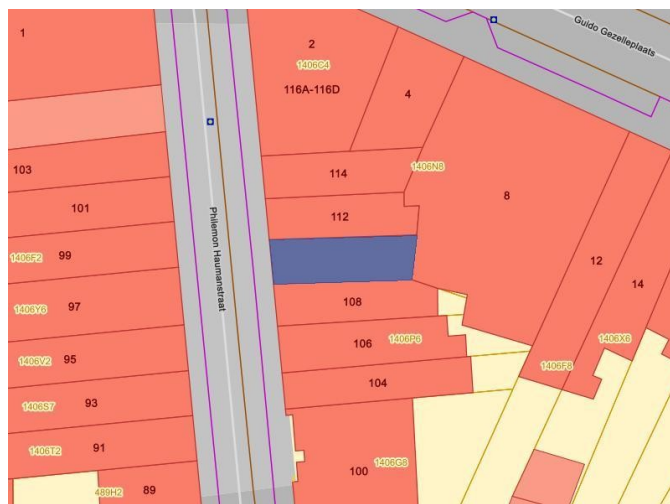 1
2
1406C4
116A-116D
Guido Gezelleplaats
4
103
114
1406N8
101
112
8
Philemon Haumanstraat
1406F2
99
12
14
97
1406Y6
108
106
1406P6
1406X6
95
1406V2
104
1406F8
93
1406S7
91
1406T2
100
1406G8
89
489H2